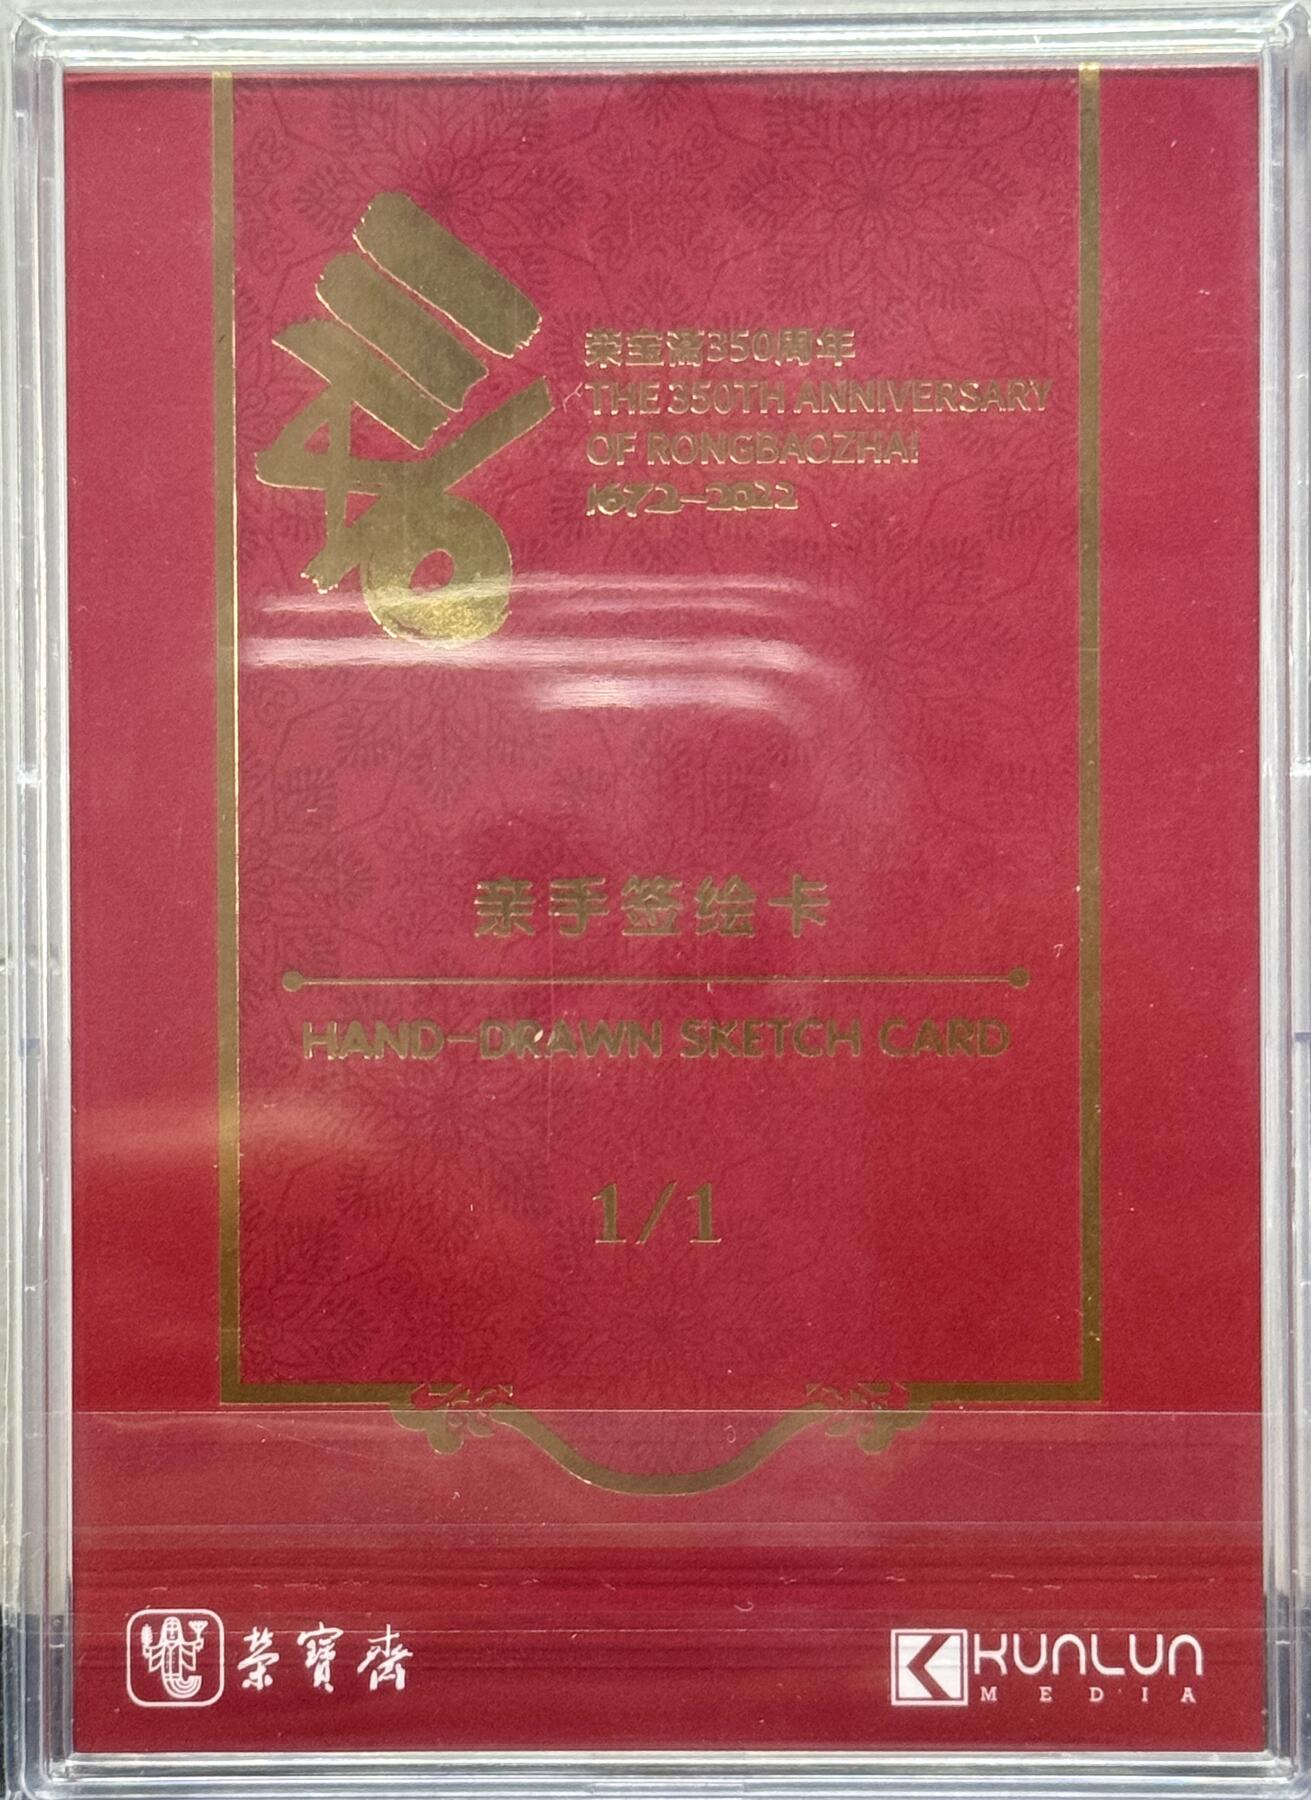 荣宝斋350周年
THE 350TH ANNIVERSARY
OF RONGBAOZHAI
1672-2022
亲手签绘卡
HAND-DRAWN SKETCH CARD
1/1
榮寶齋
KUNLUN
MEDIA